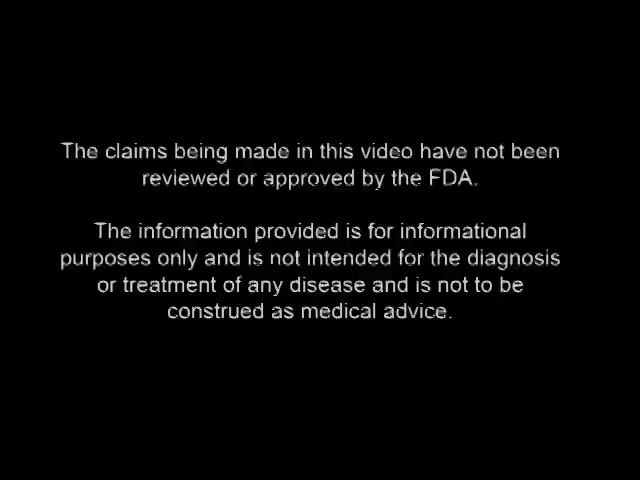 The claims being made in this video have not been
reviewed or approved by the FDA.
The information provided is for informational
purposes only and is not intended for the diagnosis
or treatment of any disease and is not to be
construed as medical advice.